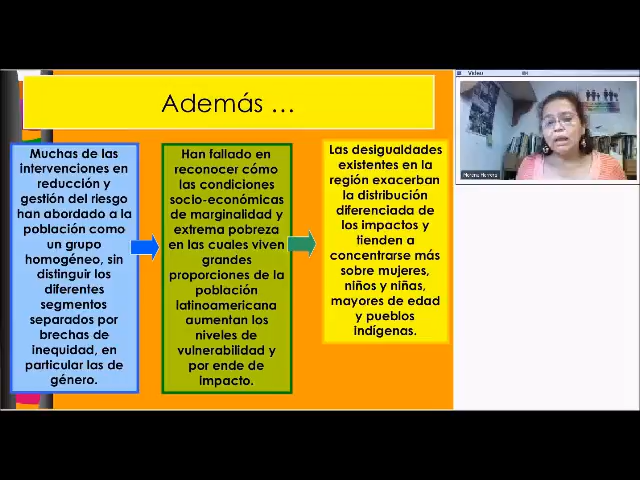 Además ...
Muchas de las
intervenciones en
reducción y
gestión del riesgo
han abordado a la
población como
un grupo
homogéneo, sin
distinguir los
diferentes
segmentos
separados por
brechas de
inequidad, en
particular las de
género.
Han fallado en
reconocer cómo
las condiciones
socio-económicas
de marginalidad y
extrema pobreza
en las cuales viven
grandes
proporciones de la
población
latinoamericana
aumentan los
niveles de
vulnerabilidad y
por ende de
impacto.
Las desigualdades
existentes en la
región exacerban
la distribución
diferenciada de
los impactos y
tienden a
concentrarse más
sobre mujeres,
niños y niñas,
mayores de edad
y pueblos
indígenas.
Video
Morena Herrera